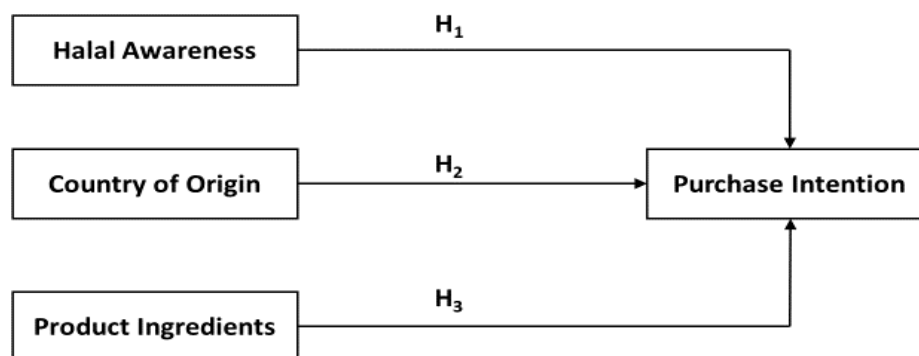 H₁
Halal Awareness
H₂
Country of Origin
Purchase Intention
H₃
Product Ingredients